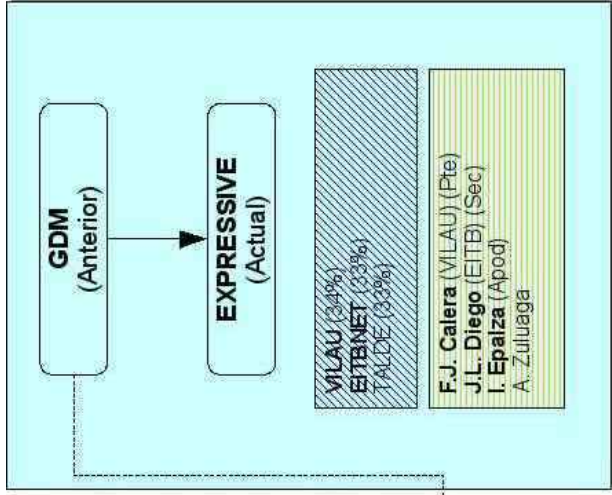 GDM
(Anterior)
EXPRESSIVE
(Actual)
VILAU (34%)
EITBNET (33%)
TALDE (33%)
F.J. Calera (VILAU) (Pte)
J.L. Diego (EITB) (Sec)
I. Epalza (Apod)
A. Zuluaga